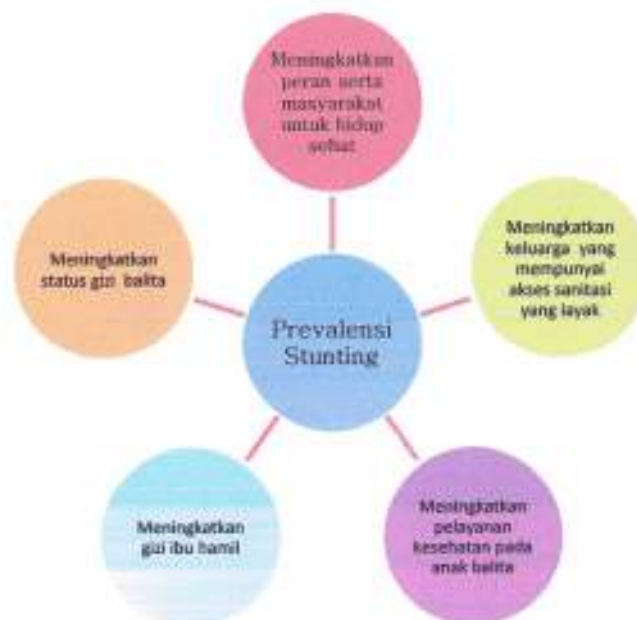 Meningkatkan
peran serta
masyarakat
untuk hidup
sehat
Meningkatkan
status gizi balita
Meningkatkan
keluarga yang
mempunyai
akses sanitasi
yang layak
Prevalensi
Stunting
Meningkatkan
gizi ibu hamil
Meningkatkan
pelayanan
kesehatan pada
anak balita